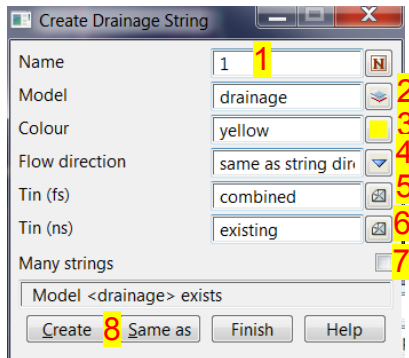 Create Drainage String
Name 1 1 N
Model drainage 2
Colour yellow 3
Flow direction same as string dire 4
Tin (fs) combined 5
Tin (ns) existing 6
Many strings 7
Model <drainage> exists
Create 8 Same as Finish Help